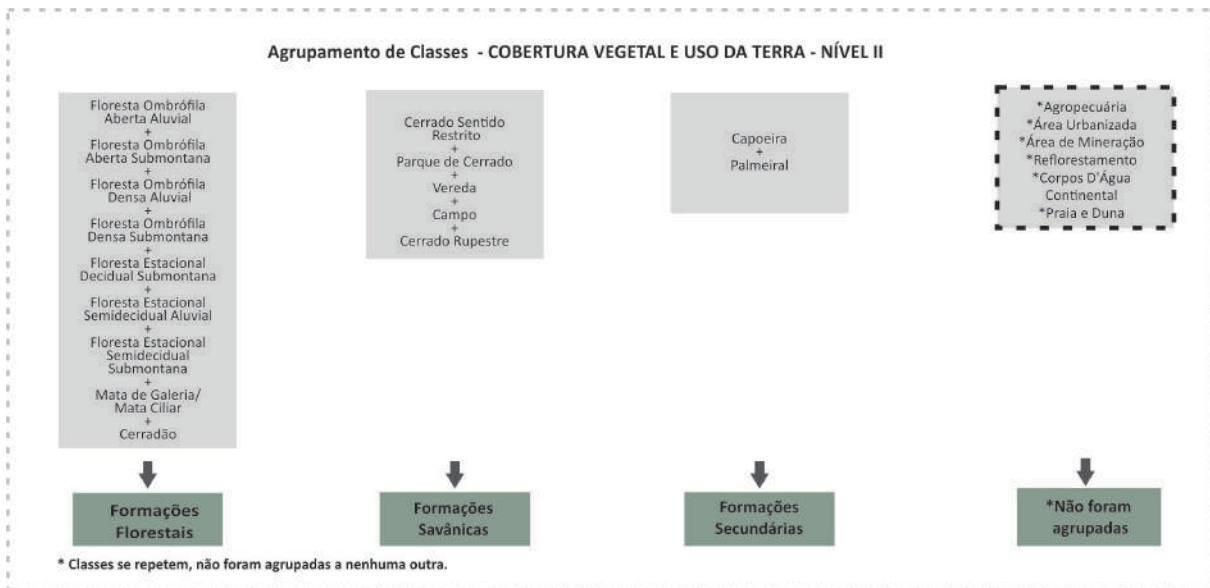 Agrupamento de Classes - COBERTURA VEGETAL E USO DA TERRA - NÍVEL II
Floresta Ombrófila
Aberta Aluvial
+
Floresta Ombrófila
Aberta Submontana
+
Floresta Ombrófila
Densa Aluvial
+
Floresta Ombrófila
Densa Submontana
+
Floresta Estacional
Decidual Submontana
+
Floresta Estacional
Semidecidual Aluvial
+
Floresta Estacional
Semidecidual
Submontana
+
Mata de Galeria/
Mata Ciliar
+
Cerradão
Formações
Florestais
Cerrado Sentido
Restrito
+
Parque de Cerrado
+
Vereda
+
Campo
+
Cerrado Rupestre
Formações
Savânicas
Capoeira
+
Palmeiral
Formações
Secundárias
*Agropecuária
*Área Urbanizada
*Área de Mineração
*Reflorestamento
*Corpos D'Água
Continental
*Praia e Duna
*Não foram
agrupadas
* Classes se repetem, não foram agrupadas a nenhuma outra.